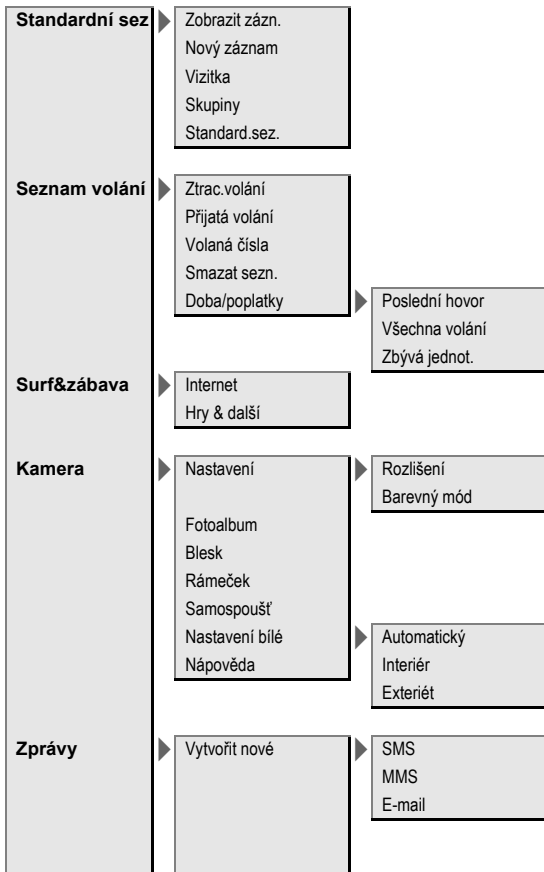 Standardní sez
Zobrazit zázn.
Nový záznam
Vizitka
Skupiny
Standard.sez.
Seznam volání
Ztrac.volání
Přijatá volání
Volaná čísla
Smazat sezn.
Doba/poplatky
Poslední hovor
Všechna volání
Zbývá jednot.
Surf&zábava
Internet
Hry & další
Kamera
Nastavení
Rozlišení
Barevný mód
Fotoalbum
Blesk
Rámeček
Samospoušť
Nastavení bílé
Automatický
Interiér
Exteriét
Nápověda
Zprávy
Vytvořit nové
SMS
MMS
E-mail